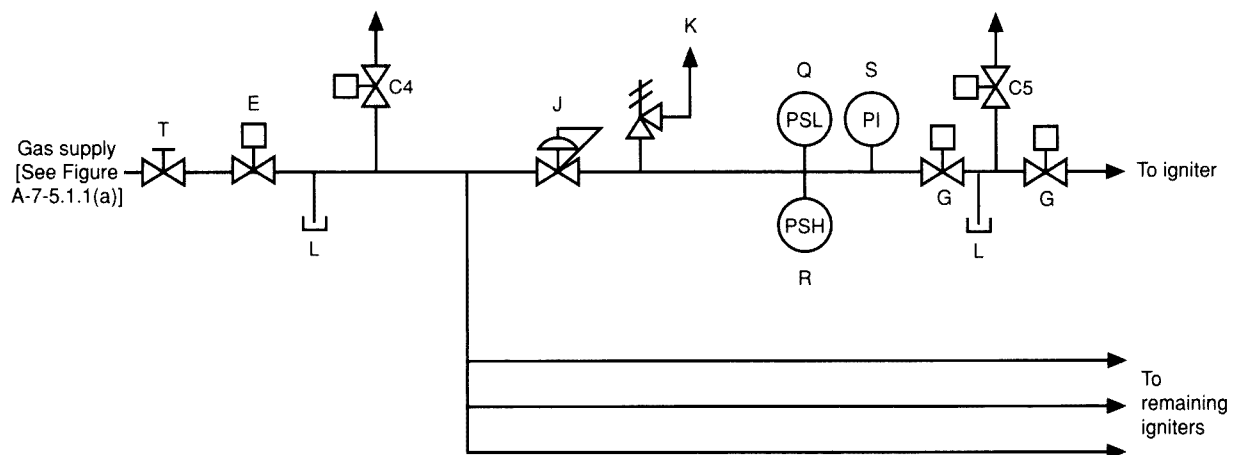 K
Q
S
C4
C5
E
J
T
PSL
PI
Gas supply
[See Figure
A-7-5.1.1(a)]
To igniter
G
G
PSH
L
L
R
To
remaining
igniters